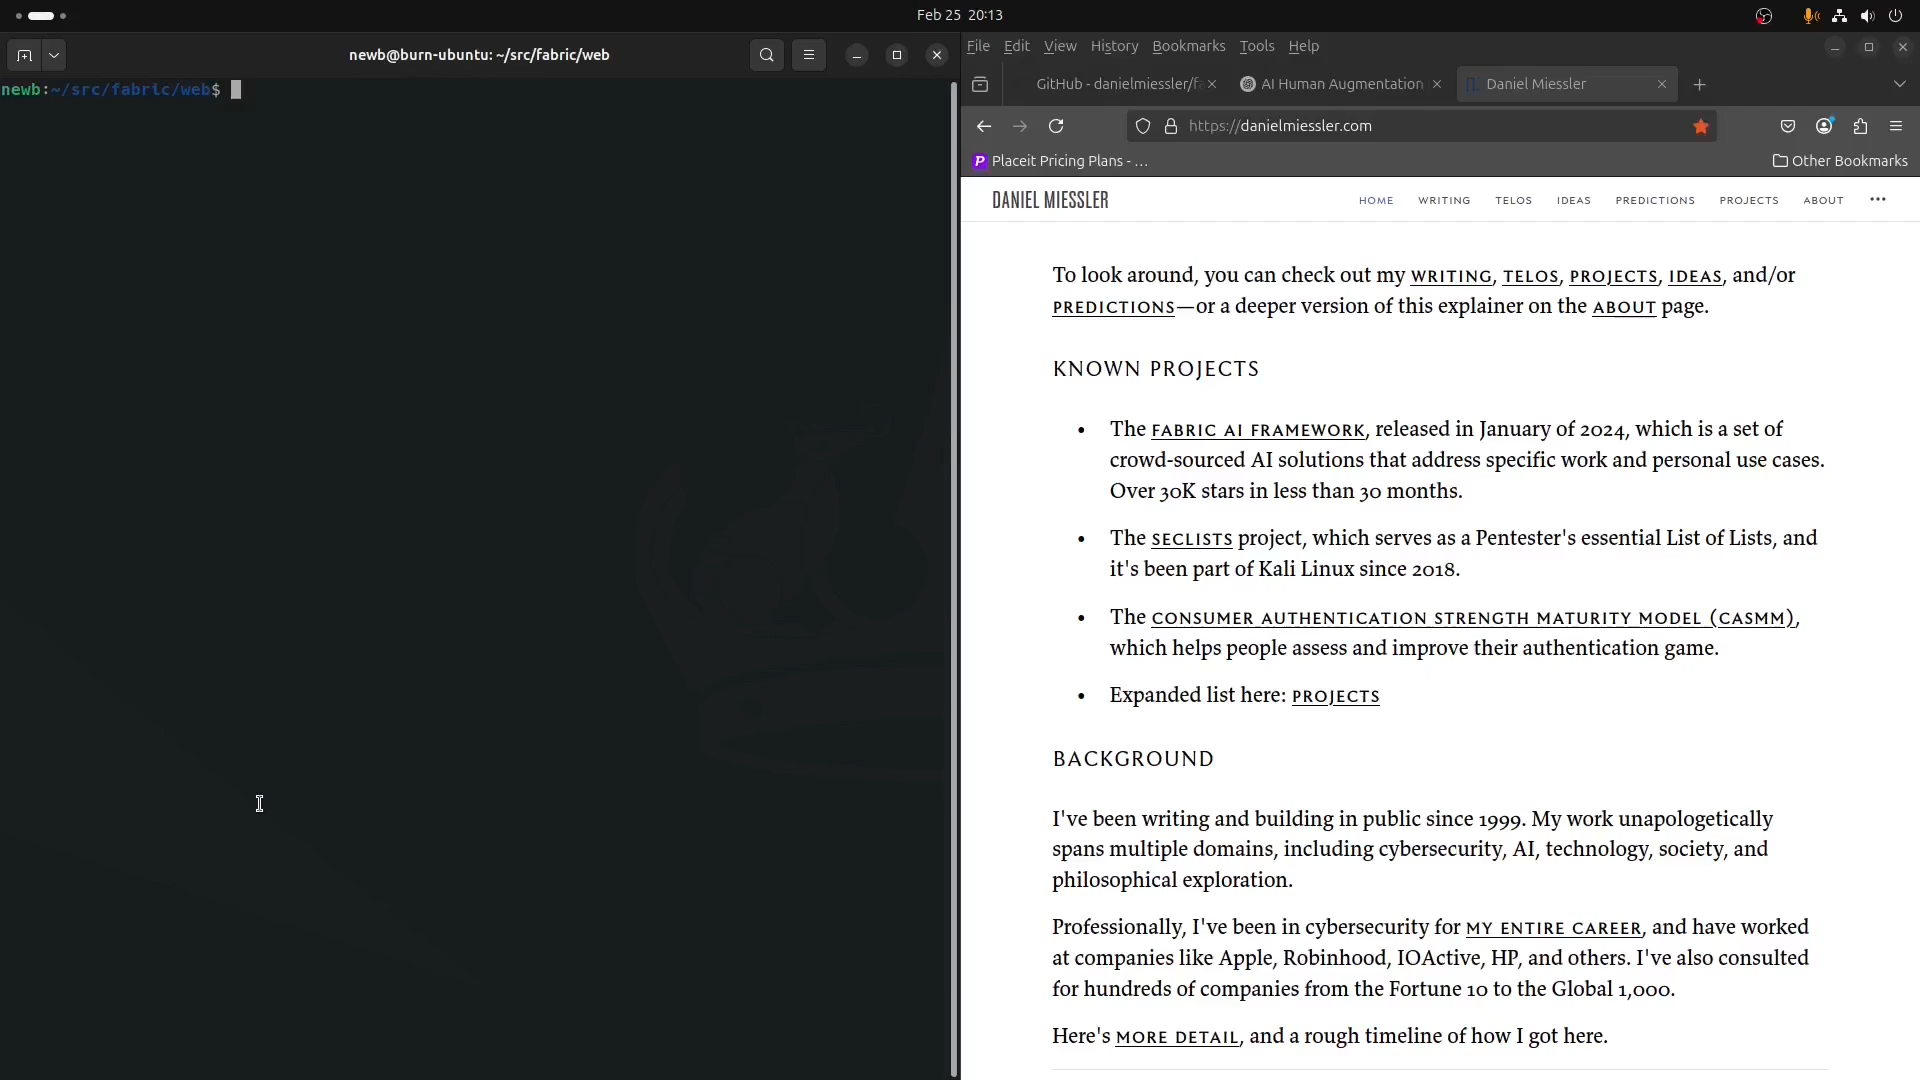 Feb 25 20:13
newb@burn-ubuntu: ~/src/fabric/web
newb:~/src/fabric/web$
File Edit View History Bookmarks Tools Help
GitHub - danielmiessler/fa
AI Human Augmentation
Daniel Miessler
https://danielmiessler.com
Placeit Pricing Plans - ...
Other Bookmarks
DANIEL MIESSLER
HOME WRITING TELOS IDEAS PREDICTIONS PROJECTS ABOUT •••
To look around, you can check out my WRITING, TELOS, PROJECTS, IDEAS, and/or
PREDICTIONS—or a deeper version of this explainer on the ABOUT page.
KNOWN PROJECTS
• The FABRIC AI FRAMEWORK, released in January of 2024, which is a set of
crowd-sourced AI solutions that address specific work and personal use cases.
Over 30K stars in less than 30 months.
• The SECLISTS project, which serves as a Pentester's essential List of Lists, and
it's been part of Kali Linux since 2018.
• The CONSUMER AUTHENTICATION STRENGTH MATURITY MODEL (CASMM),
which helps people assess and improve their authentication game.
• Expanded list here: PROJECTS
BACKGROUND
I've been writing and building in public since 1999. My work unapologetically
spans multiple domains, including cybersecurity, AI, technology, society, and
philosophical exploration.
Professionally, I've been in cybersecurity for MY ENTIRE CAREER, and have worked
at companies like Apple, Robinhood, IOActive, HP, and others. I've also consulted
for hundreds of companies from the Fortune 10 to the Global 1,000.
Here's MORE DETAIL, and a rough timeline of how I got here.